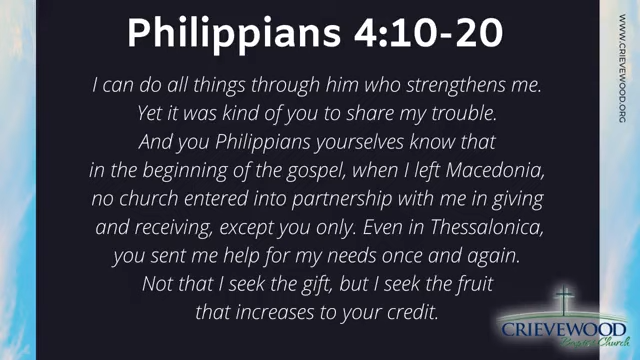 Philippians 4:10-20
I can do all things through him who strengthens me.
Yet it was kind of you to share my trouble.
And you Philippians yourselves know that
in the beginning of the gospel, when I left Macedonia,
no church entered into partnership with me in giving
and receiving, except you only. Even in Thessalonica,
you sent me help for my needs once and again.
Not that I seek the gift, but I seek the fruit
that increases to your credit.
WWW.CRIEVEWOOD.ORG
CRIEVEWOOD
Baptist Church